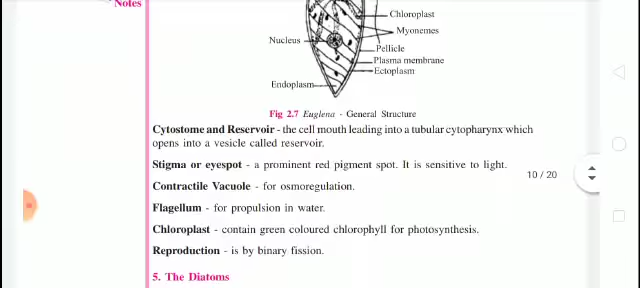 Notes
Chloroplast
Myonemes
Nucleus
Pellicle
Plasma membrane
Ectoplasm
Endoplasm
Fig 2.7 Euglena - General Structure
Cytostome and Reservoir - the cell mouth leading into a tubular cytopharynx which
opens into a vesicle called reservoir.
Stigma or eyespot - a prominent red pigment spot. It is sensitive to light.
10 / 20
Contractile Vacuole - for osmoregulation.
Flagellum - for propulsion in water.
Chloroplast - contain green coloured chlorophyll for photosynthesis.
Reproduction - is by binary fission.
5. The Diatoms